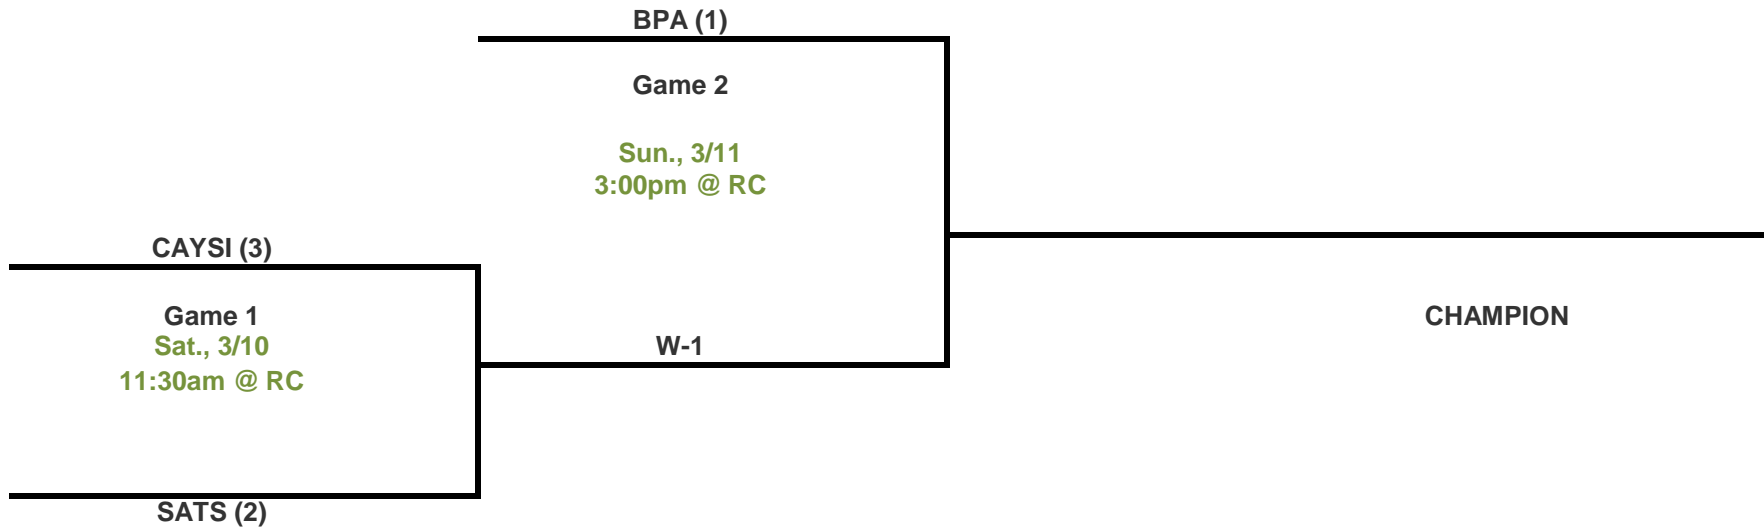 BPA (1)
Game 2
Sun., 3/11
3:00pm @ RC
CAYSI (3)
Game 1
Sat., 3/10
11:30am @ RC
W-1
CHAMPION
SATS (2)